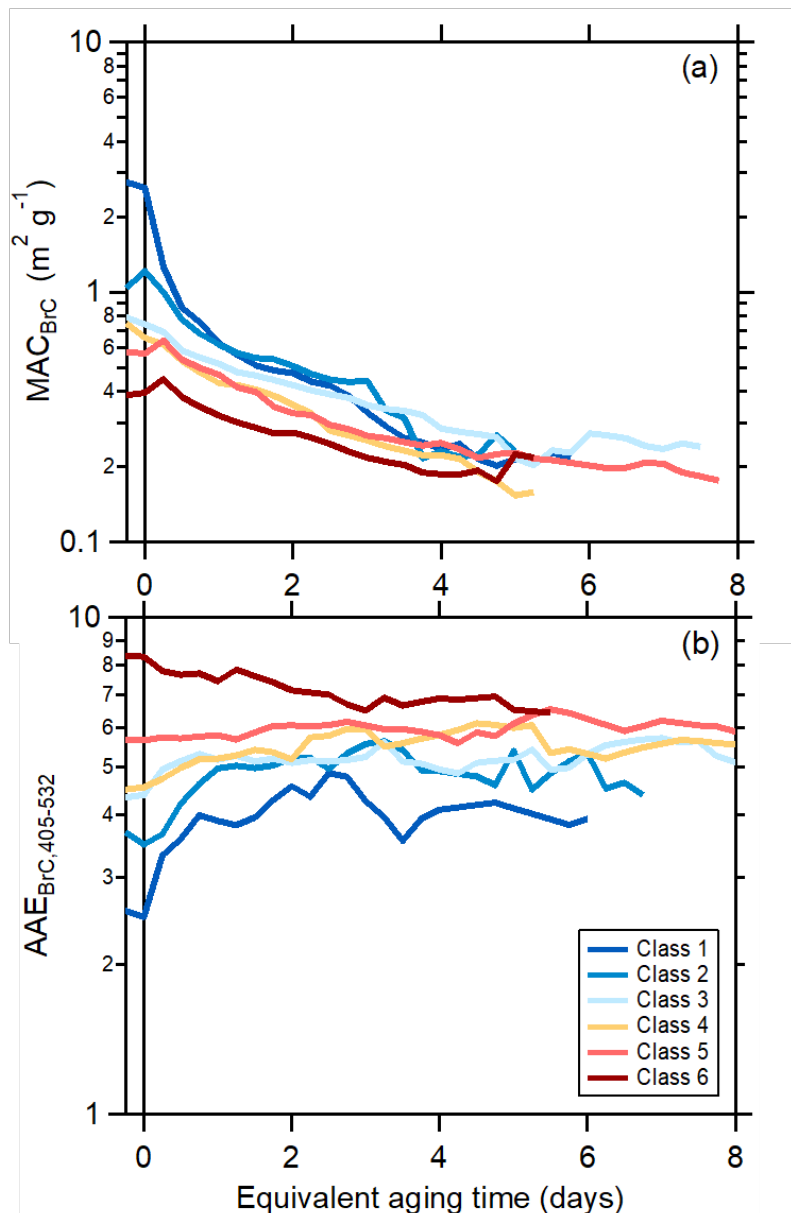 (a)
10
8
6
4
2
1
8
6
4
2
0.1
MAC_BrC (m² g⁻¹)
0 2 4 6 8
(b)
10
9
8
7
6
5
4
3
2
1
AAE_BrC,405-532
Class 1
Class 2
Class 3
Class 4
Class 5
Class 6
0 2 4 6 8
Equivalent aging time (days)